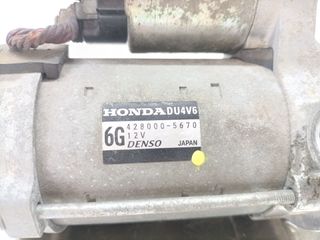 HONDA DU4V6
6G 428000-5670
12V
DENSO JAPAN